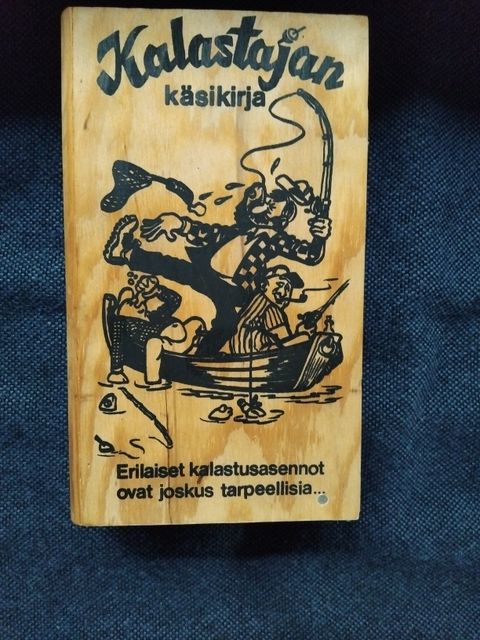 Kalastajan
käsikirja
Erilaiset kalastusasennot
ovat joskus tarpeellisia...